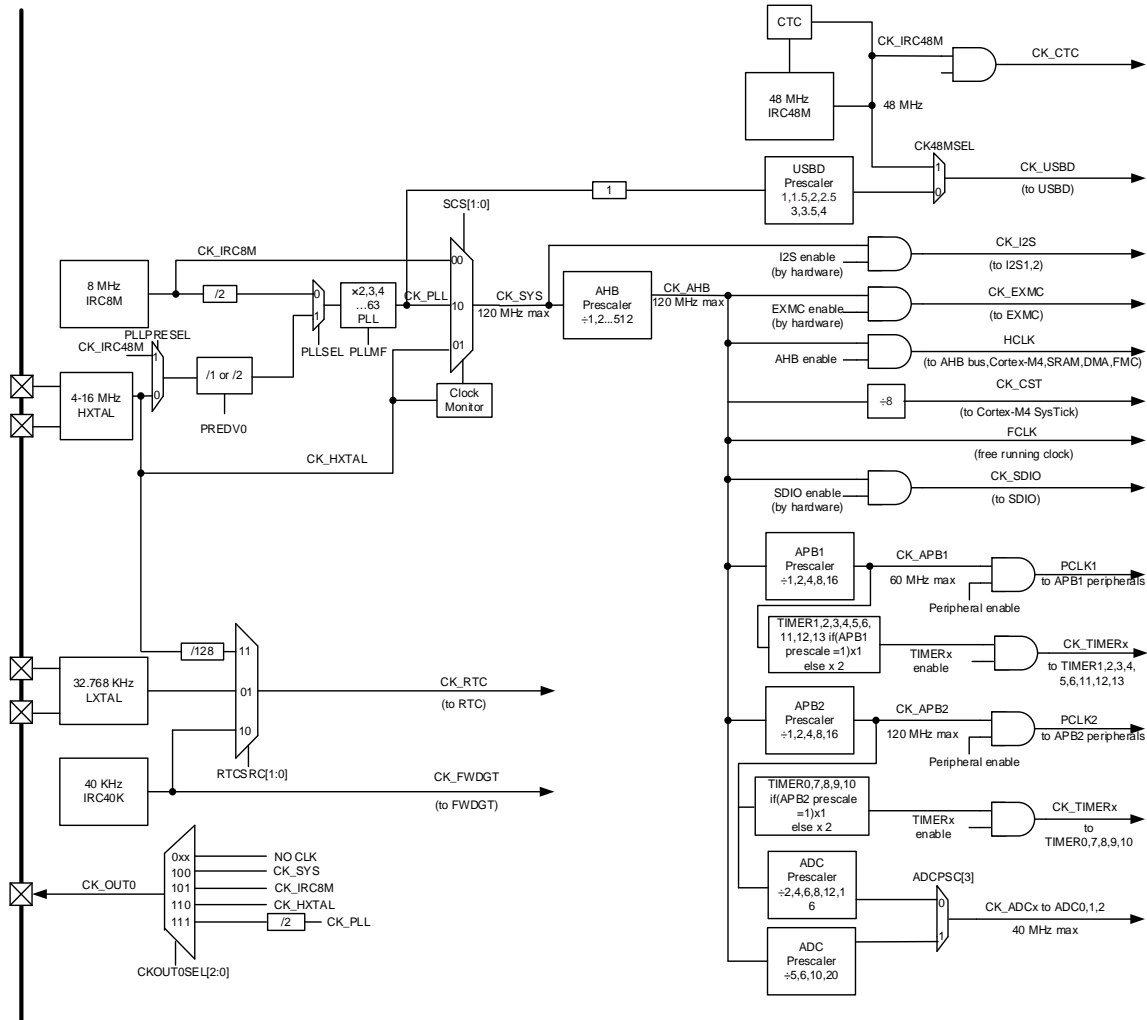 CTC
CK_IRC48M
CK_CTC
48 MHz
IRC48M
48 MHz
CK48MSEL
USBD
Prescaler
1,1.5,2,2.5
3,3.5,4
1
0
CK_USBD
(to USBD)
1
SCS[1:0]
CK_IRC8M
8 MHz
IRC8M
/2
0
1
PLLSEL
×2,3,4
…63
PLL
PLLMF
CK_PLL
00
10
01
CK_SYS
120 MHz max
AHB
Prescaler
÷1,2...512
CK_AHB
120 MHz max
I2S enable
(by hardware)
CK_I2S
(to I2S1,2)
EXMC enable
(by hardware)
CK_EXMC
(to EXMC)
AHB enable
HCLK
(to AHB bus,Cortex-M4,SRAM,DMA,FMC)
PLLPRESEL
CK_IRC48M
1
0
4-16 MHz
HXTAL
/1 or /2
PREDV0
Clock
Monitor
CK_HXTAL
÷8
CK_CST
(to Cortex-M4 SysTick)
FCLK
(free running clock)
SDIO enable
(by hardware)
CK_SDIO
(to SDIO)
APB1
Prescaler
÷1,2,4,8,16
CK_APB1
60 MHz max
Peripheral enable
PCLK1
to APB1 peripherals
TIMER1,2,3,4,5,6,
11,12,13 if(APB1
prescale =1)x1
else x 2
TIMERx
enable
CK_TIMERx
to TIMER1,2,3,4,
5,6,11,12,13
/128
11
01
10
32.768 KHz
LXTAL
CK_RTC
(to RTC)
RTCSRC[1:0]
40 KHz
IRC40K
CK_FWDGT
(to FWDGT)
APB2
Prescaler
÷1,2,4,8,16
CK_APB2
120 MHz max
Peripheral enable
PCLK2
to APB2 peripherals
TIMER0,7,8,9,10
if(APB2 prescale
=1)x1
else x 2
TIMERx
enable
CK_TIMERx
to
TIMER0,7,8,9,10
ADC
Prescaler
÷2,4,6,8,12,1
6
ADCPSC[3]
0
1
CK_ADCx to ADC0,1,2
40 MHz max
ADC
Prescaler
÷5,6,10,20
CK_OUT0
0xx
NO CLK
100
CK_SYS
101
CK_IRC8M
110
CK_HXTAL
111
/2
CK_PLL
CKOUT0SEL[2:0]